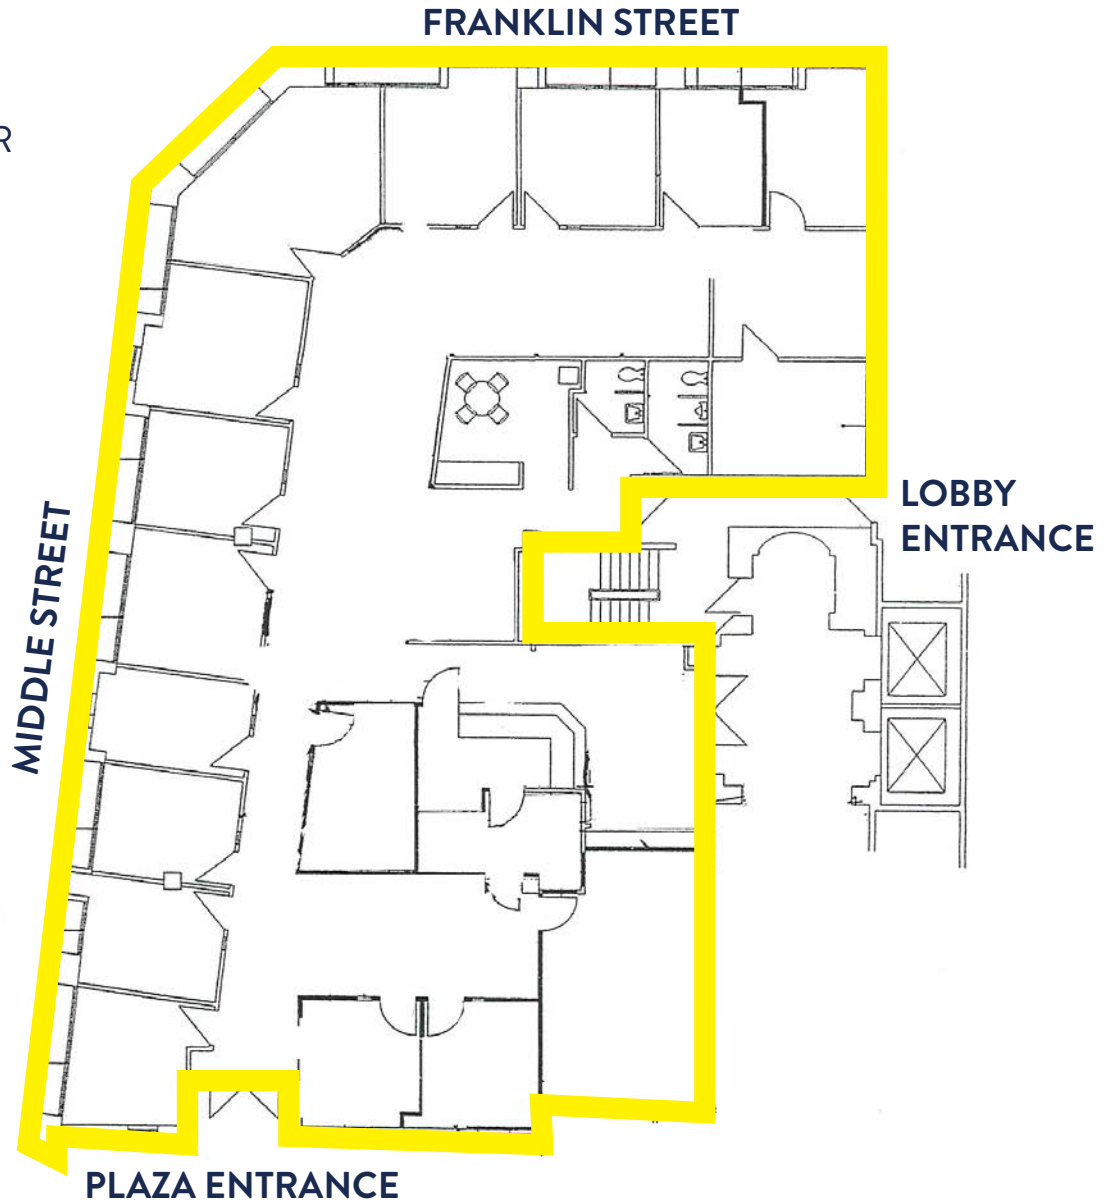 FRANKLIN STREET
R
MIDDLE STREET
LOBBY
ENTRANCE
PLAZA ENTRANCE